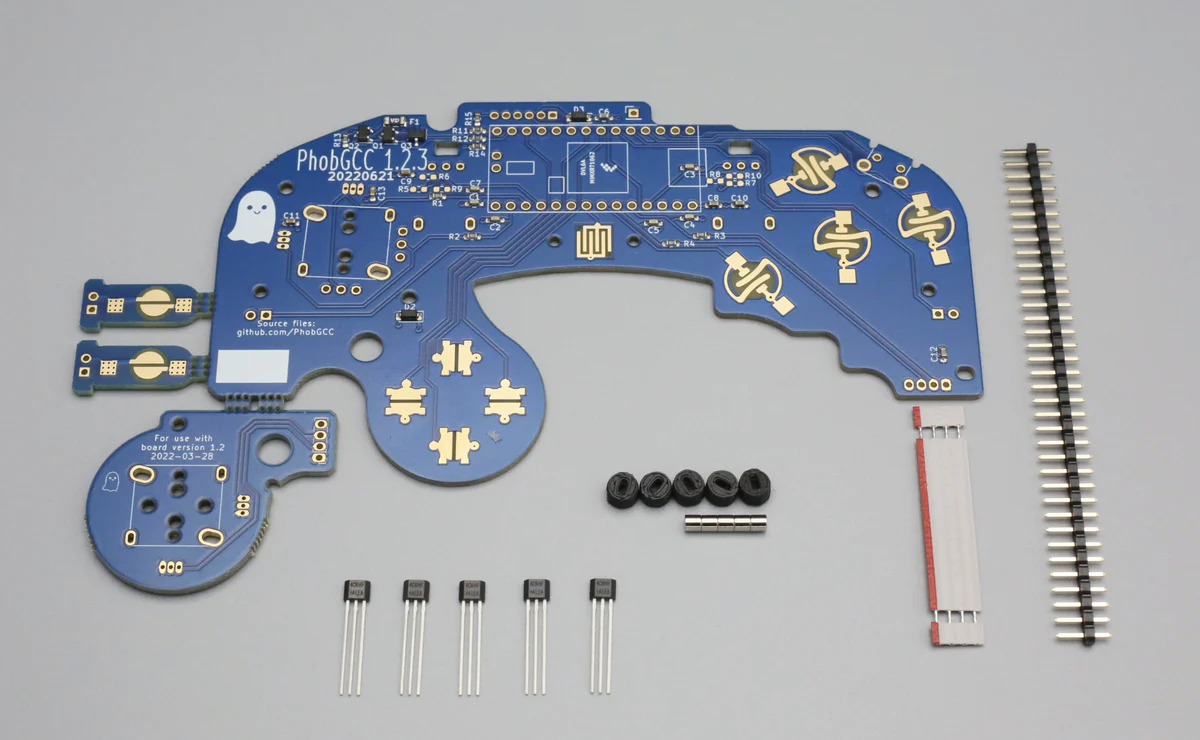 D3
C6
R15
R13
Q2
Q1
F1
Q3
R11
R12
R14
PhobGCC 1.2.3
20220621
C9
R6
R5
R9
R1
C13
C7
C3
R8
R10
R7
C8
C10
C11
C2
R2
C5
C4
R3
R4
D2
Source files:
github.com/PhobGCC
C12
For use with
board version 1.2
2022-03-28